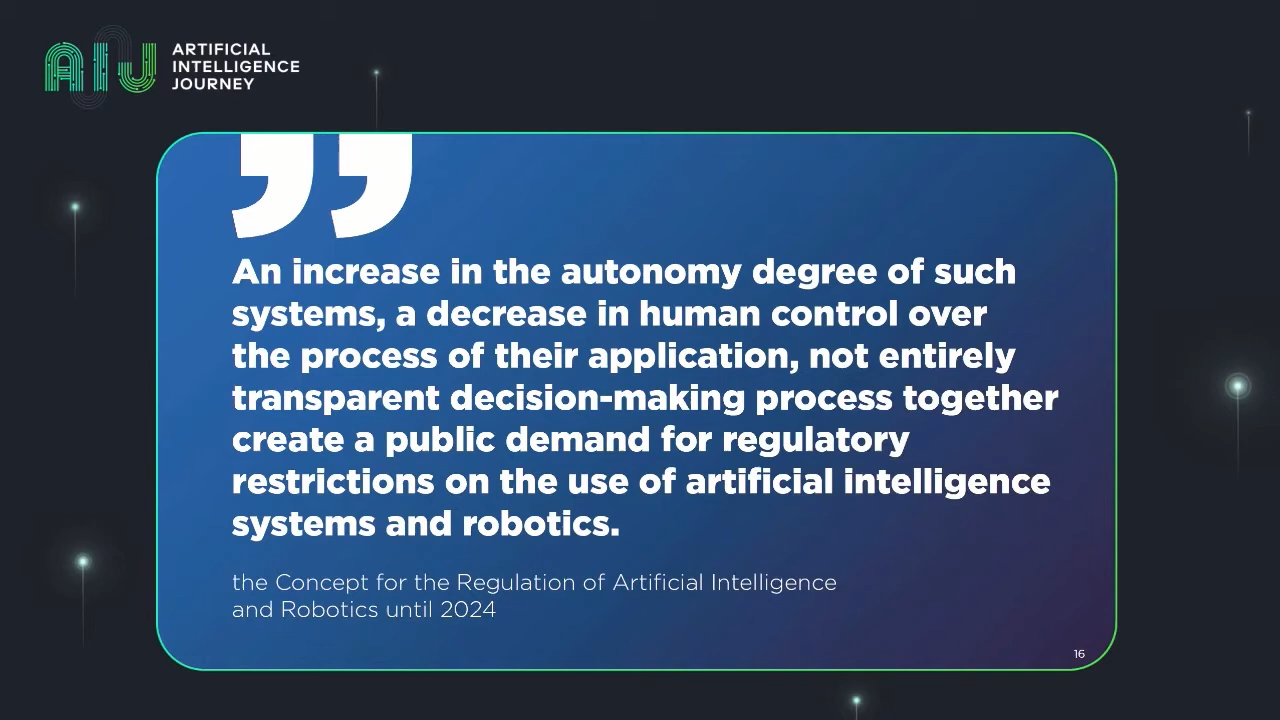 AIJ
ARTIFICIAL
INTELLIGENCE
JOURNEY
”
An increase in the autonomy degree of such
systems, a decrease in human control over
the process of their application, not entirely
transparent decision-making process together
create a public demand for regulatory
restrictions on the use of artificial intelligence
systems and robotics.
the Concept for the Regulation of Artificial Intelligence
and Robotics until 2024
16